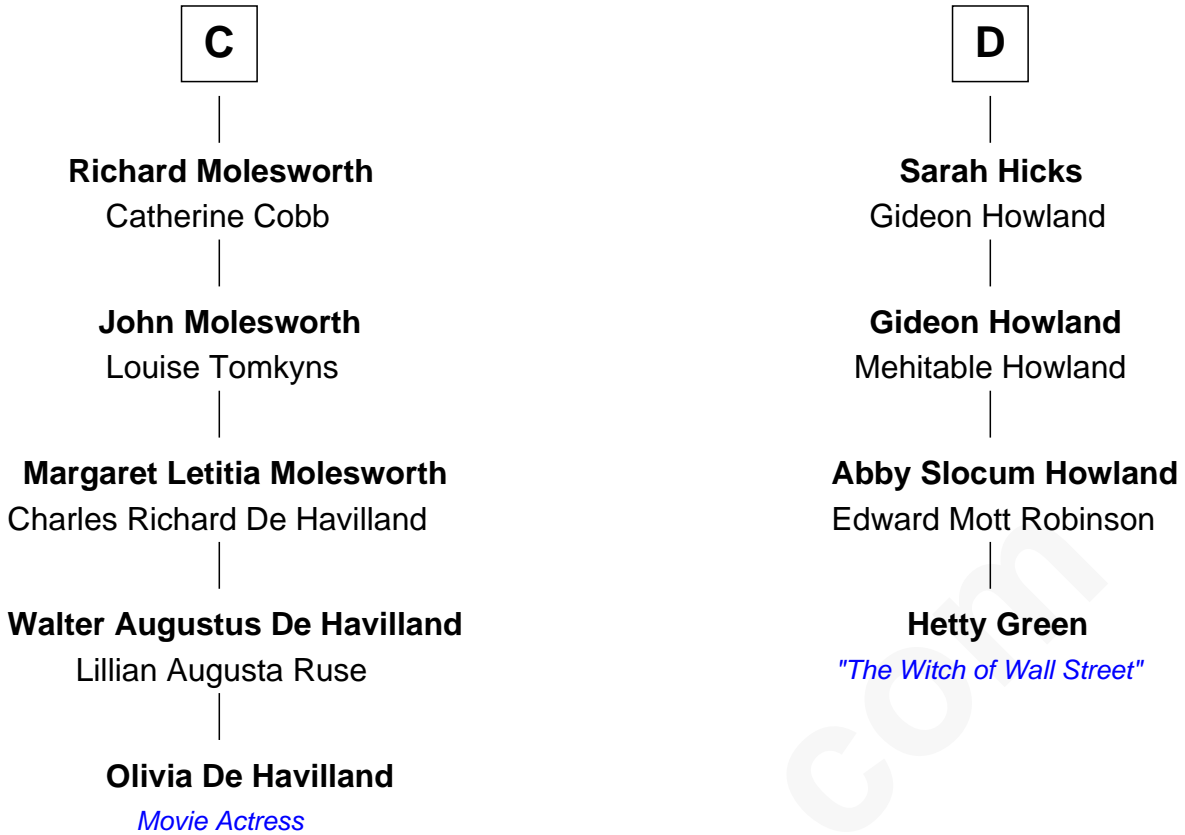 C
Richard Molesworth
Catherine Cobb
John Molesworth
Louise Tomkyns
Margaret Letitia Molesworth
Charles Richard De Havilland
Walter Augustus De Havilland
Lillian Augusta Ruse
Olivia De Havilland
Movie Actress
D
Sarah Hicks
Gideon Howland
Gideon Howland
Mehitable Howland
Abby Slocum Howland
Edward Mott Robinson
Hetty Green
"The Witch of Wall Street"
com